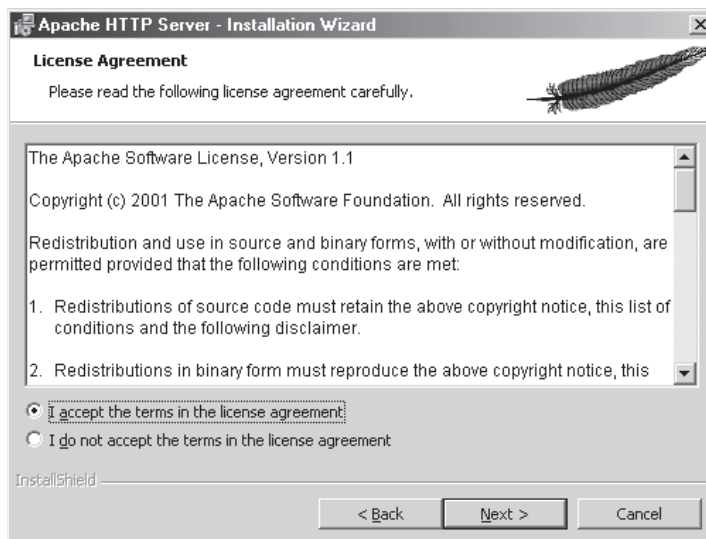 Apache HTTP Server - Installation Wizard
License Agreement
Please read the following license agreement carefully.
The Apache Software License, Version 1.1
Copyright (c) 2001 The Apache Software Foundation. All rights reserved.
Redistribution and use in source and binary forms, with or without modification, are
permitted provided that the following conditions are met:
1. Redistributions of source code must retain the above copyright notice, this list of
conditions and the following disclaimer.
2. Redistributions in binary form must reproduce the above copyright notice, this
I accept the terms in the license agreement
I do not accept the terms in the license agreement
InstallShield
< Back Next > Cancel